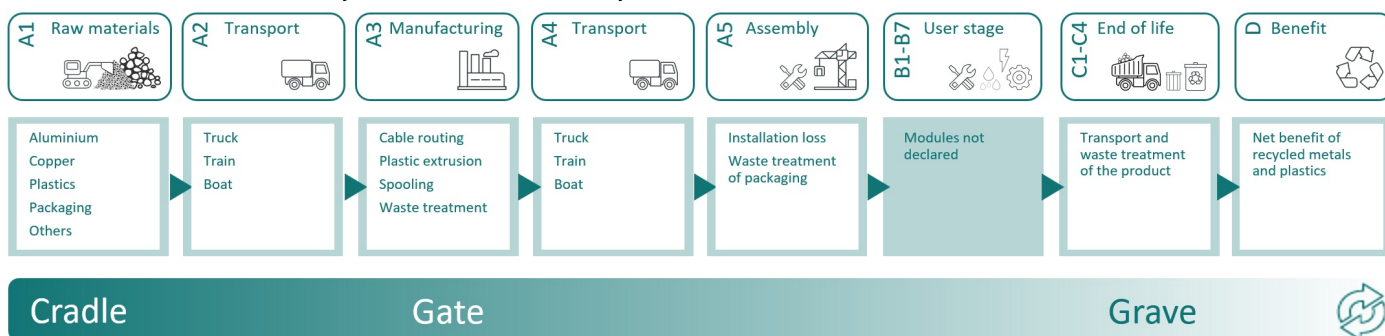 A1 Raw materials
A2 Transport
A3 Manufacturing
A4 Transport
A5 Assembly
B1-B7 User stage
C1-C4 End of life
D Benefit
Aluminium
Copper
Plastics
Packaging
Others
Truck
Train
Boat
Cable routing
Plastic extrusion
Spooling
Waste treatment
Truck
Train
Boat
Installation loss
Waste treatment
of packaging
Modules not
declared
Transport and
waste treatment
of the product
Net benefit of
recycled metals
and plastics
Cradle
Gate
Grave